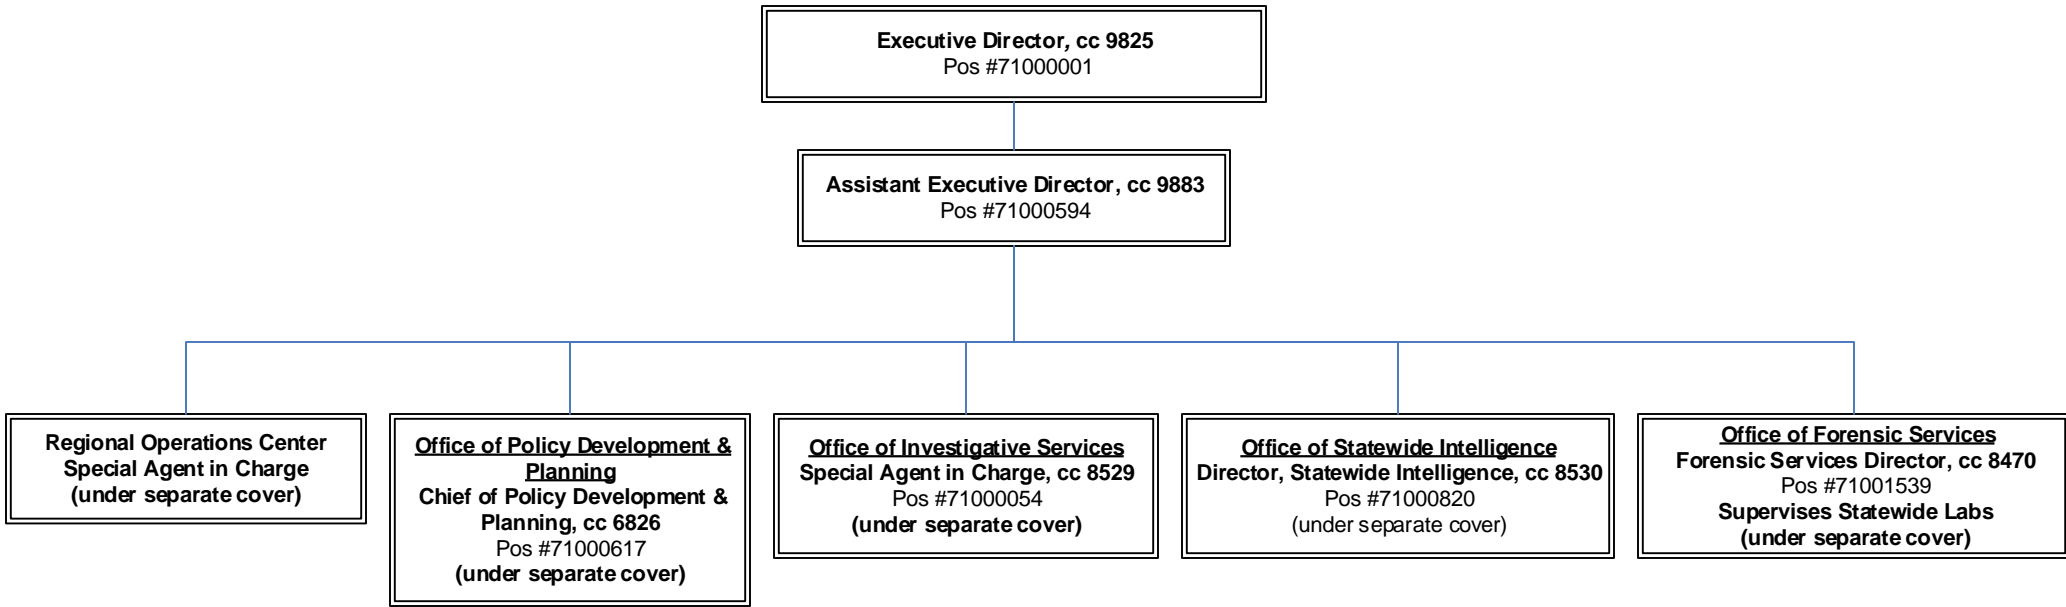 Executive Director, cc 9825
Pos #71000001
Assistant Executive Director, cc 9883
Pos #71000594
Regional Operations Center
Special Agent in Charge
(under separate cover)
Office of Policy Development &
Planning
Chief of Policy Development &
Planning, cc 6826
Pos #71000617
(under separate cover)
Office of Investigative Services
Special Agent in Charge, cc 8529
Pos #71000054
(under separate cover)
Office of Statewide Intelligence
Director, Statewide Intelligence, cc 8530
Pos #71000820
(under separate cover)
Office of Forensic Services
Forensic Services Director, cc 8470
Pos #71001539
Supervises Statewide Labs
(under separate cover)